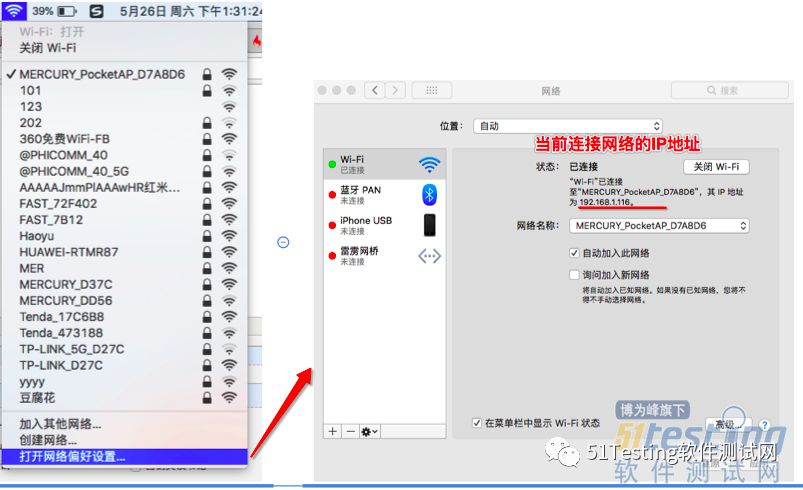 39%
5月26日 周六 下午1:31:24
Wi-Fi：打开
关闭 Wi-Fi
✓MERCURY_PocketAP_D7A8D6
101
123
202
360免费WiFi-FB
@PHICOMM_40
@PHICOMM_40_5G
AAAAAJmmPlAAAwHR红米...
FAST_72F402
FAST_7B12
Haoyu
HUAWEI-RTMR87
MER
MERCURY_D37C
MERCURY_DD56
Tenda_17C6B8
Tenda_473188
TP-LINK_5G_D27C
TP-LINK_D27C
yyyy
豆腐花
加入其他网络...
创建网络...
打开网络偏好设置...
网络
搜索
位置：
自动
当前连接网络的IP地址
Wi-Fi
已连接
蓝牙 PAN
未连接
iPhone USB
未连接
雷雳网桥
未连接
状态：
已连接
关闭 Wi-Fi
“Wi-Fi”已连接
至“MERCURY_PocketAP_D7A8D6”，其 IP 地址
为 192.168.1.116。
网络名称：
MERCURY_PocketAP_D7A8D6
自动加入此网络
询问加入新网络
将自动加入已知网络。如果没有已知网络，您将不
得不手动选择网络。
在菜单栏中显示 Wi-Fi 状态
高级...
?
博为峰旗下
51testing
软件测试网
51Testing软件测试网